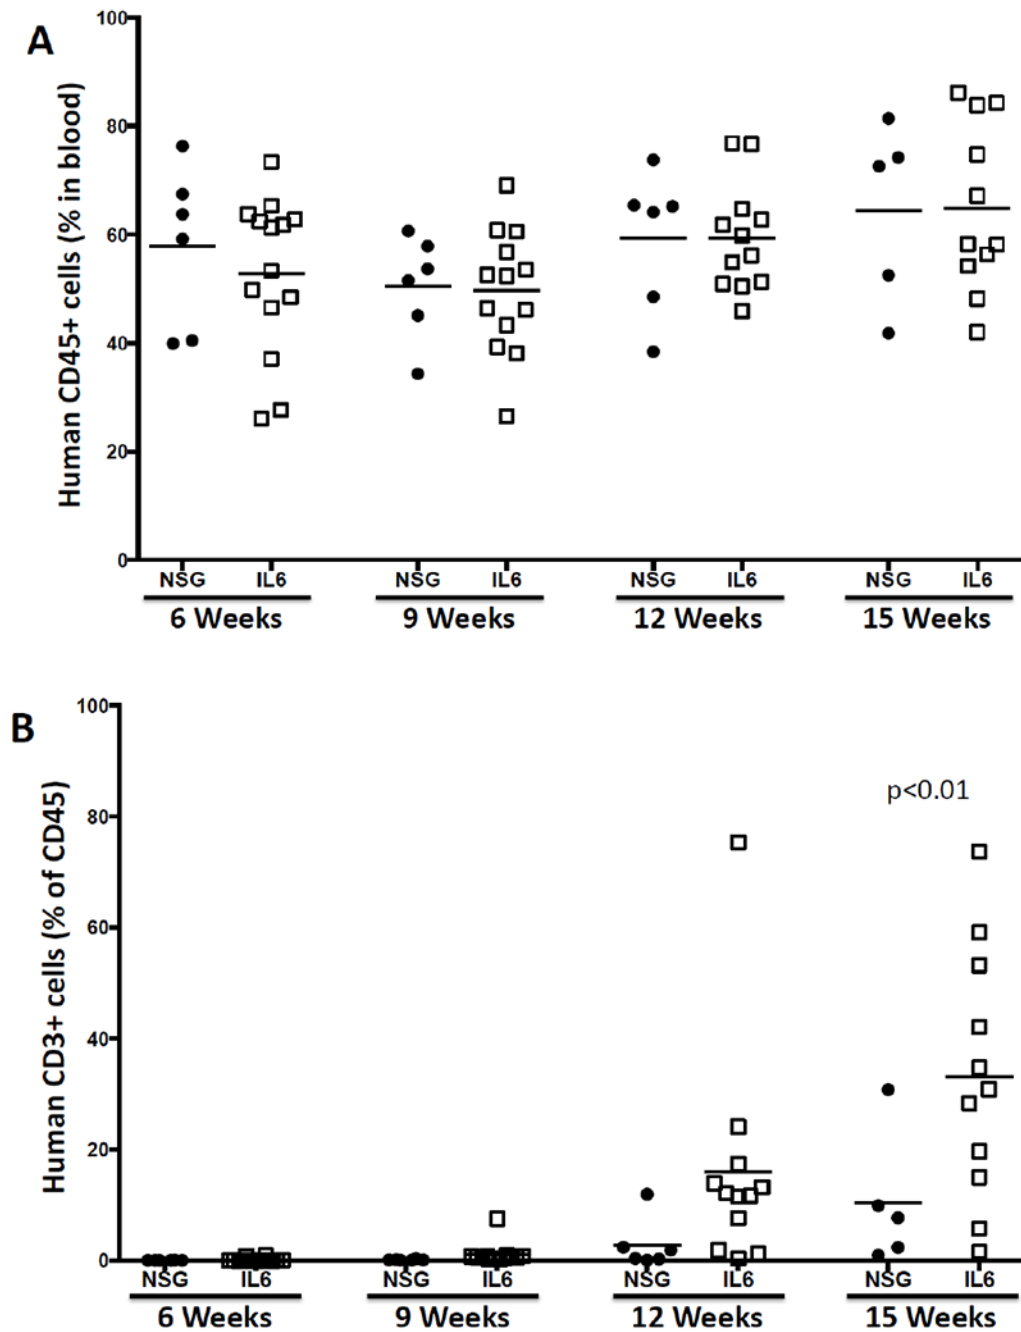 A
Human CD45+ cells (% in blood)
100
80
60
40
20
0
NSG IL6 NSG IL6 NSG IL6 NSG IL6
6 Weeks 9 Weeks 12 Weeks 15 Weeks
B
Human CD3+ cells (% of CD45)
100
80
60
40
20
0
p<0.01
NSG IL6 NSG IL6 NSG IL6 NSG IL6
6 Weeks 9 Weeks 12 Weeks 15 Weeks